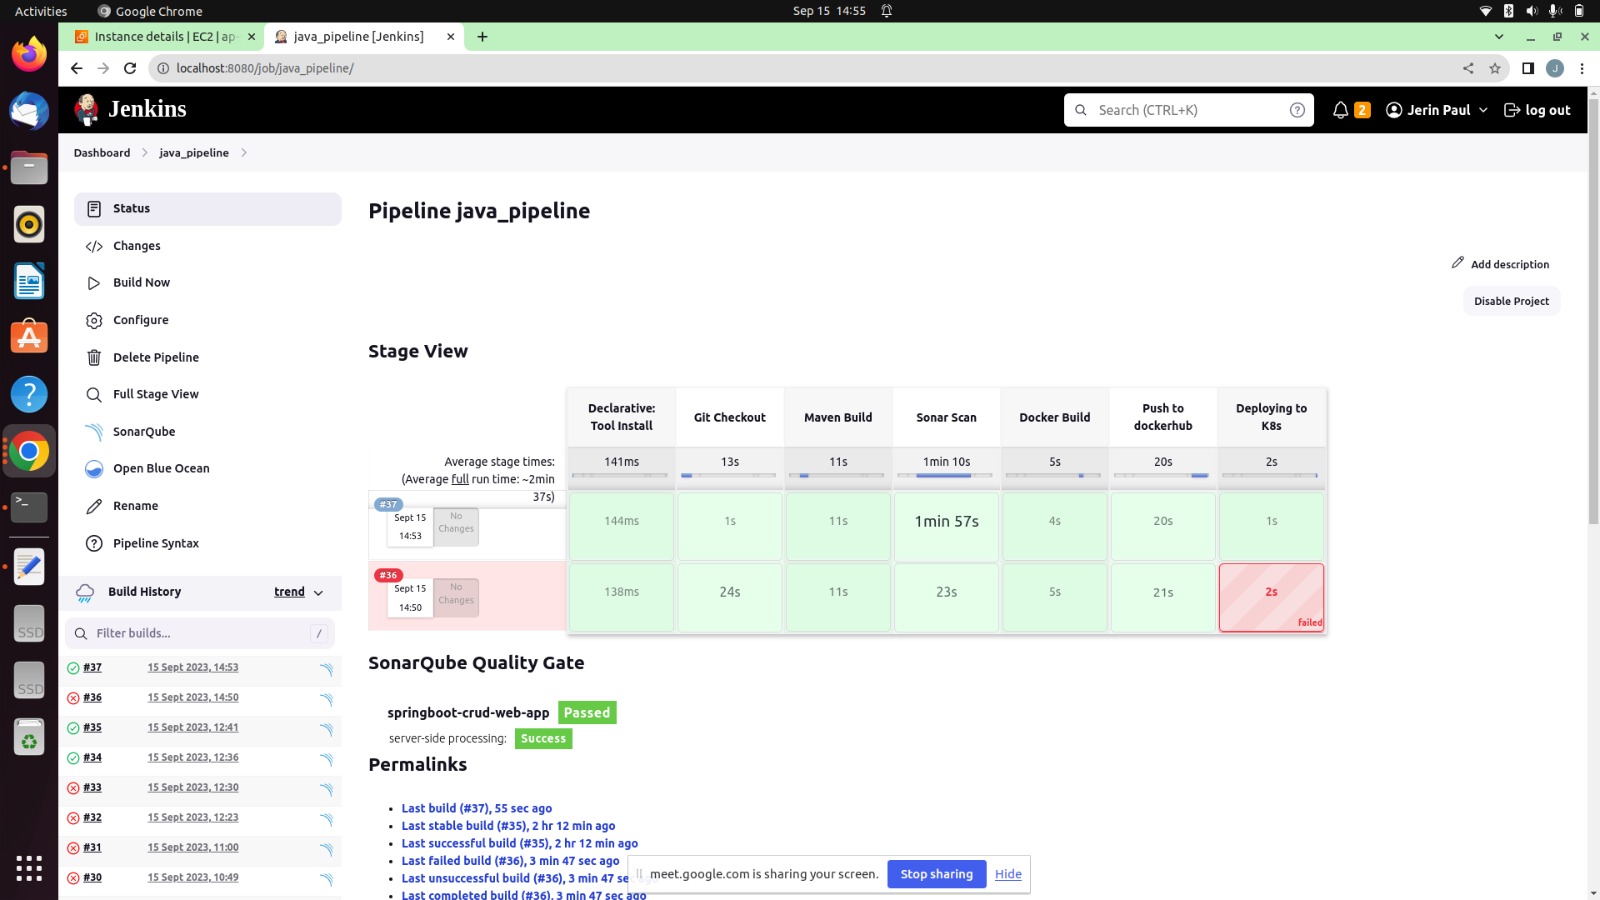 Activities
Google Chrome
Sep 15 14:55
Instance details | EC2 | ap-
java_pipeline [Jenkins]
localhost:8080/job/java_pipeline/
J
Jenkins
Search (CTRL+K)
?
2
Jerin Paul
log out
Dashboard
java_pipeline
Status
Changes
Build Now
Configure
Delete Pipeline
Full Stage View
SonarQube
Open Blue Ocean
Rename
Pipeline Syntax
Build History
trend
Filter builds...
/
#37
15 Sept 2023, 14:53
#36
15 Sept 2023, 14:50
#35
15 Sept 2023, 12:41
#34
15 Sept 2023, 12:36
#33
15 Sept 2023, 12:30
#32
15 Sept 2023, 12:23
#31
15 Sept 2023, 11:00
#30
15 Sept 2023, 10:49
SSD
SSD
Pipeline java_pipeline
Add description
Disable Project
Stage View
Declarative:
Tool Install
Git Checkout
Maven Build
Sonar Scan
Docker Build
Push to
dockerhub
Deploying to
K8s
Average stage times:
(Average full run time: ~2min
37s)
141ms
13s
11s
1min 10s
5s
20s
2s
#37
Sept 15
14:53
No
Changes
144ms
1s
11s
1min 57s
4s
20s
1s
#36
Sept 15
14:50
No
Changes
138ms
24s
11s
23s
5s
21s
2s
failed
SonarQube Quality Gate
springboot-crud-web-app
Passed
server-side processing:
Success
Permalinks
Last build (#37), 55 sec ago
Last stable build (#35), 2 hr 12 min ago
Last successful build (#35), 2 hr 12 min ago
Last failed build (#36), 3 min 47 sec ago
Last unsuccessful build (#36), 3 min 47 se
Last completed build (#36), 3 min 47 sec ago
meet.google.com is sharing your screen.
Stop sharing
Hide